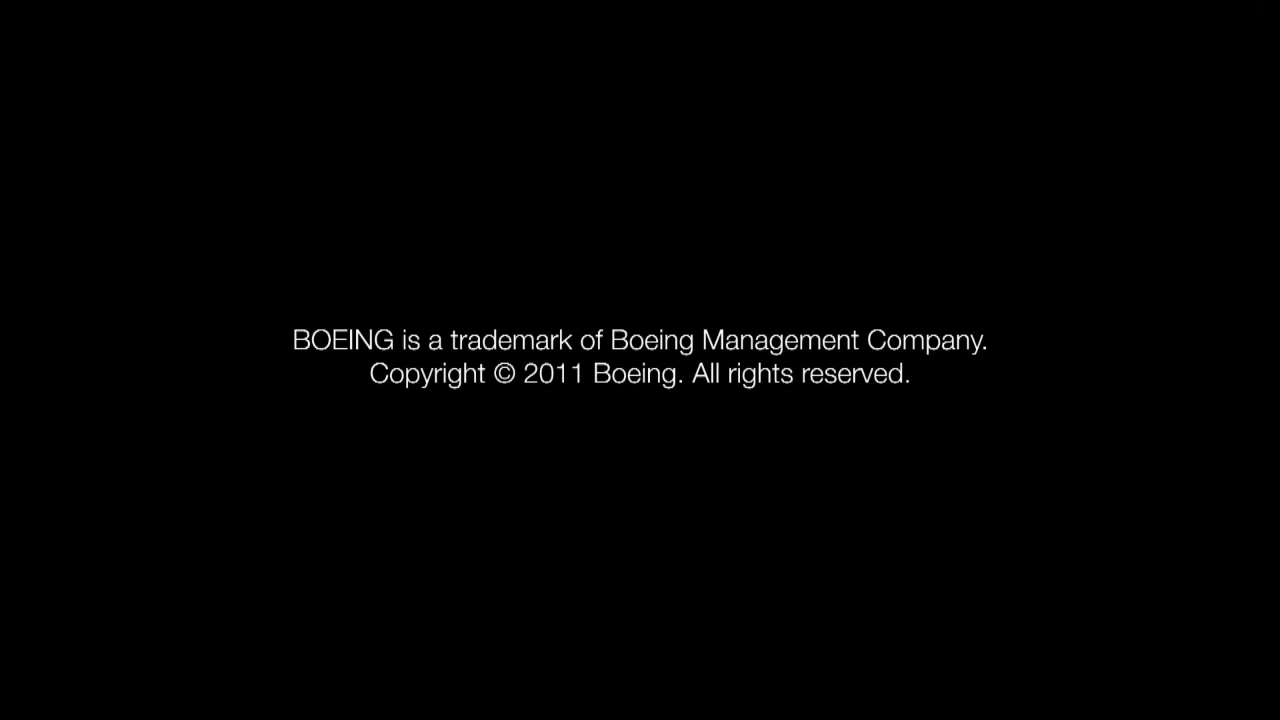 BOEING is a trademark of Boeing Management Company.
Copyright © 2011 Boeing. All rights reserved.